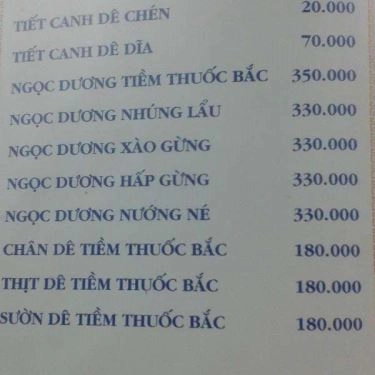 TIẾT CANH DÊ CHÉN 20.000
TIẾT CANH DÊ DĨA 70.000
NGỌC DƯƠNG TIỀM THUỐC BẮC 350.000
NGỌC DƯƠNG NHÚNG LẨU 330.000
NGỌC DƯƠNG XÀO GỪNG 330.000
NGỌC DƯƠNG HẤP GỪNG 330.000
NGỌC DƯƠNG NƯỚNG NÉ 330.000
CHÂN DÊ TIỀM THUỐC BẮC 180.000
THỊT DÊ TIỀM THUỐC BẮC 180.000
SƯỜN DÊ TIỀM THUỐC BẮC 180.000